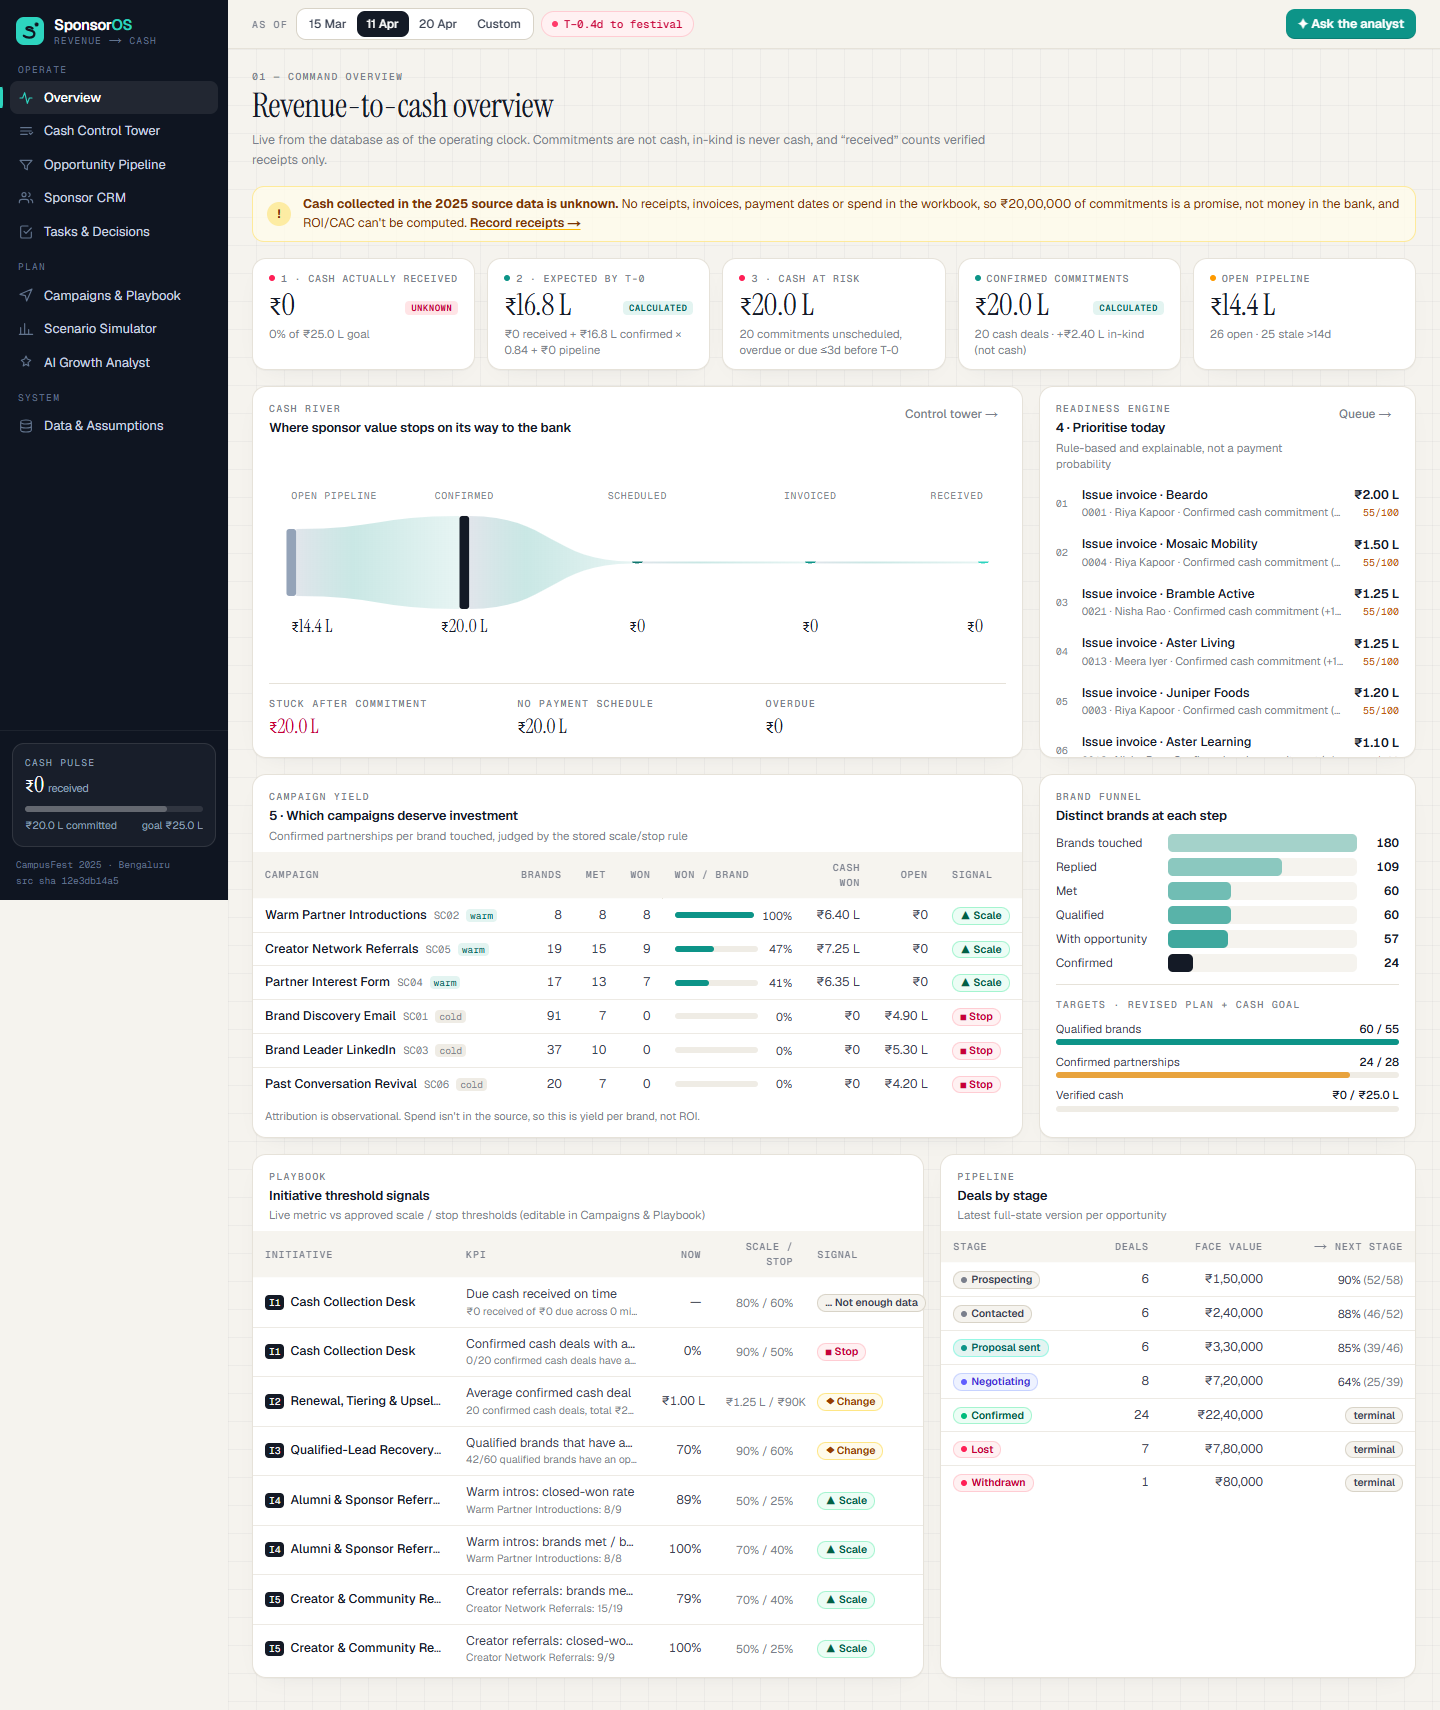 SponsorOS
REVENUE → CASH
OPERATE
Overview
Cash Control Tower
Opportunity Pipeline
Sponsor CRM
Tasks & Decisions
PLAN
Campaigns & Playbook
Scenario Simulator
AI Growth Analyst
SYSTEM
Data & Assumptions
CASH PULSE
₹0 received
₹20.0 L committed goal ₹25.0 L
CampusFest 2025 · Bengaluru
src sha 12e3db14a5
AS OF 15 Mar 11 Apr 20 Apr Custom T-0.4d to festival
✦ Ask the analyst
01 — COMMAND OVERVIEW
Revenue-to-cash overview
Live from the database as of the operating clock. Commitments are not cash, in-kind is never cash, and “received” counts verified
receipts only.
! Cash collected in the 2025 source data is unknown. No receipts, invoices, payment dates or spend in the workbook, so ₹20,00,000 of commitments is a promise, not money in the bank, and
ROI/CAC can't be computed. Record receipts →
1 · CASH ACTUALLY RECEIVED
₹0 UNKNOWN
0% of ₹25.0 L goal
2 · EXPECTED BY T-0
₹16.8 L CALCULATED
₹0 received + ₹16.8 L confirmed ×
0.84 + ₹0 pipeline
3 · CASH AT RISK
₹20.0 L
20 commitments unscheduled,
overdue or due ≤3d before T-0
CONFIRMED COMMITMENTS
₹20.0 L CALCULATED
20 cash deals · +₹2.40 L in-kind
(not cash)
OPEN PIPELINE
₹14.4 L
26 open · 25 stale >14d
CASH RIVER
Where sponsor value stops on its way to the bank
Control tower →
OPEN PIPELINE CONFIRMED SCHEDULED INVOICED RECEIVED
₹14.4 L ₹20.0 L ₹0 ₹0 ₹0
STUCK AFTER COMMITMENT NO PAYMENT SCHEDULE OVERDUE
₹20.0 L ₹20.0 L ₹0
READINESS ENGINE
4 · Prioritise today
Queue →
Rule-based and explainable, not a payment
probability
01 Issue invoice · Beardo ₹2.00 L
0001 · Riya Kapoor · Confirmed cash commitment (… 55/100
02 Issue invoice · Mosaic Mobility ₹1.50 L
0004 · Riya Kapoor · Confirmed cash commitment (… 55/100
03 Issue invoice · Bramble Active ₹1.25 L
0021 · Nisha Rao · Confirmed cash commitment (+1… 55/100
04 Issue invoice · Aster Living ₹1.25 L
0013 · Meera Iyer · Confirmed cash commitment (+1… 55/100
05 Issue invoice · Juniper Foods ₹1.20 L
0003 · Riya Kapoor · Confirmed cash commitment (… 55/100
06 Issue invoice · Aster Learning ₹1.10 L
CAMPAIGN YIELD
5 · Which campaigns deserve investment
Confirmed partnerships per brand touched, judged by the stored scale/stop rule
CAMPAIGN BRANDS MET WON WON / BRAND CASH WON OPEN SIGNAL
Warm Partner Introductions SC02 warm 8 8 8 100% ₹6.40 L ₹0 ▲ Scale
Creator Network Referrals SC05 warm 19 15 9 47% ₹7.25 L ₹0 ▲ Scale
Partner Interest Form SC04 warm 17 13 7 41% ₹6.35 L ₹0 ▲ Scale
Brand Discovery Email SC01 cold 91 7 0 0% ₹0 ₹4.90 L ■ Stop
Brand Leader LinkedIn SC03 cold 37 10 0 0% ₹0 ₹5.30 L ■ Stop
Past Conversation Revival SC06 cold 20 7 0 0% ₹0 ₹4.20 L ■ Stop
Attribution is observational. Spend isn't in the source, so this is yield per brand, not ROI.
BRAND FUNNEL
Distinct brands at each step
Brands touched 180
Replied 109
Met 60
Qualified 60
With opportunity 57
Confirmed 24
TARGETS · REVISED PLAN + CASH GOAL
Qualified brands 60 / 55
Confirmed partnerships 24 / 28
Verified cash ₹0 / ₹25.0 L
PLAYBOOK
Initiative threshold signals
Live metric vs approved scale / stop thresholds (editable in Campaigns & Playbook)
INITIATIVE KPI NOW SCALE / STOP SIGNAL
I1 Cash Collection Desk Due cash received on time — 80% / 60% … Not enough data
₹0 received of ₹0 due across 0 mi…
I1 Cash Collection Desk Confirmed cash deals with a… 0% 90% / 50% ■ Stop
0/20 confirmed cash deals have a…
I2 Renewal, Tiering & Upsel… Average confirmed cash deal ₹1.00 L ₹1.25 L / ₹90K ◆ Change
20 confirmed cash deals, total ₹2…
I3 Qualified-Lead Recovery… Qualified brands that have a… 70% 90% / 60% ◆ Change
42/60 qualified brands have an op…
I4 Alumni & Sponsor Referr… Warm intros: closed-won rate 89% 50% / 25% ▲ Scale
Warm Partner Introductions: 8/9
I4 Alumni & Sponsor Referr… Warm intros: brands met / b… 100% 70% / 40% ▲ Scale
Warm Partner Introductions: 8/8
I5 Creator & Community Re… Creator referrals: brands me… 79% 70% / 40% ▲ Scale
Creator Network Referrals: 15/19
I5 Creator & Community Re… Creator referrals: closed-wo… 100% 50% / 25% ▲ Scale
Creator Network Referrals: 9/9
PIPELINE
Deals by stage
Latest full-state version per opportunity
STAGE DEALS FACE VALUE → NEXT STAGE
Prospecting 6 ₹1,50,000 90% (52/58)
Contacted 6 ₹2,40,000 88% (46/52)
Proposal sent 6 ₹3,30,000 85% (39/46)
Negotiating 8 ₹7,20,000 64% (25/39)
Confirmed 24 ₹22,40,000 terminal
Lost 7 ₹7,80,000 terminal
Withdrawn 1 ₹80,000 terminal